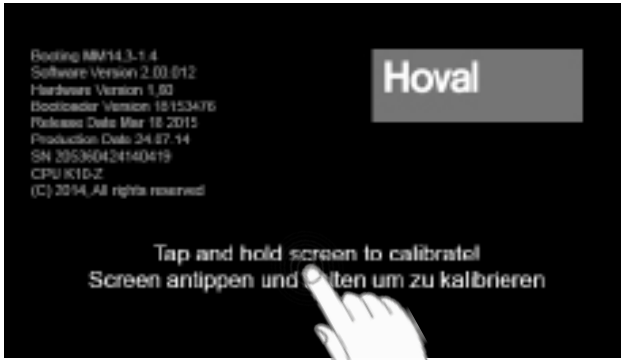 Booting MM14.3-1.4
Software Version 2.00.012
Hardware Version 1.60
Bootloader Version 18153476
Release Date Mar 18 2015
Production Date 24.07.14
SN 205360424140419
CPU K10-Z
(C) 2014, All rights reserved
Hoval
Tap and hold screen to calibrate!
Screen antippen und um zu kalibrieren